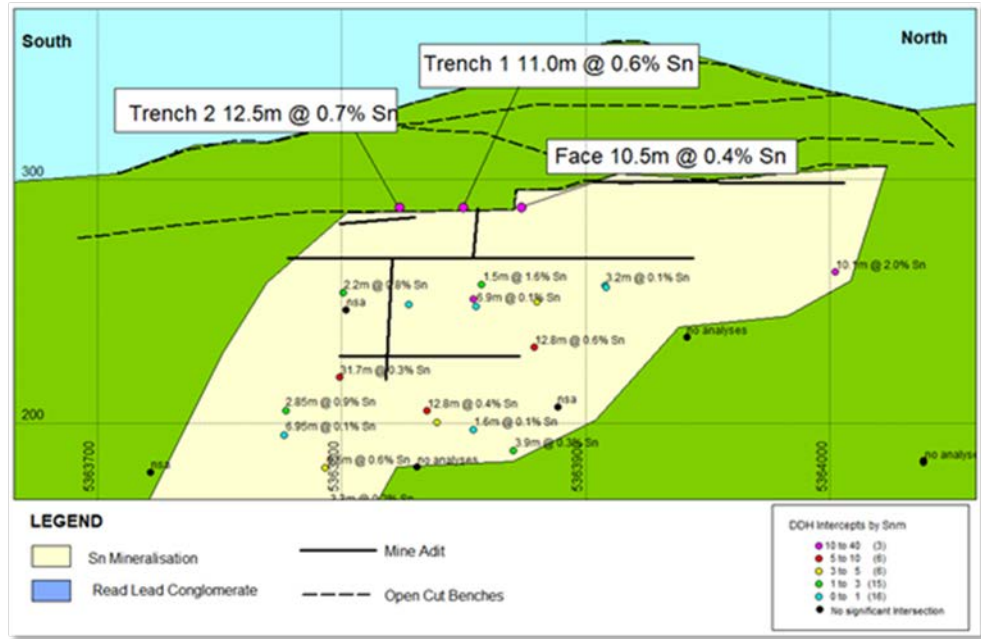 South
North
Trench 1 11.0m @ 0.6% Sn
Trench 2 12.5m @ 0.7% Sn
Face 10.5m @ 0.4% Sn
300
10.1m @ 2.0% Sn
2.2m @ 0.8% Sn
1.5m @ 1.6% Sn
3.2m @ 0.1% Sn
nsa
6.9m @ 0.1% Sn
no analyses
12.8m @ 0.6% Sn
31.7m @ 0.3% Sn
2.85m @ 0.9% Sn
12.8m @ 0.4% Sn
nsa
200
6.95m @ 0.1% Sn
1.6m @ 0.1% Sn
3.9m @ 0.3% Sn
nsa
@ 0.6% Sn
no analyses
no analyse
5363700
5363900
5364000
LEGEND
Sn Mineralisation
Read Lead Conglomerate
Mine Adit
Open Cut Benches
DDH Intercepts by Snm
10 to 40 (3)
5 to 10 (6)
3 to 5 (6)
1 to 3 (15)
0 to 1 (16)
No significant Intersection